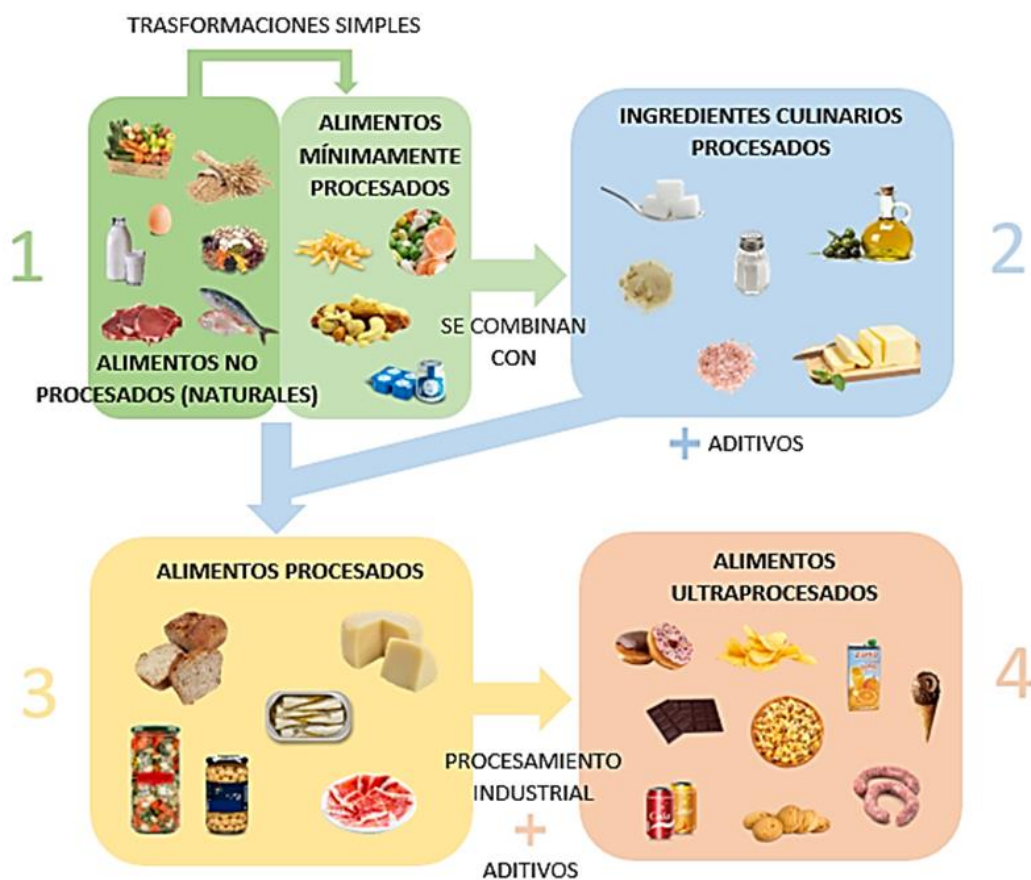 TRASFORMACIONES SIMPLES
1
ALIMENTOS NO
PROCESADOS (NATURALES)
ALIMENTOS
MÍNIMAMENTE
PROCESADOS
SE COMBINAN
CON
INGREDIENTES CULINARIOS
PROCESADOS
2
+ ADITIVOS
3
ALIMENTOS PROCESADOS
PROCESAMIENTO
INDUSTRIAL
+
ADITIVOS
ALIMENTOS
ULTRAPROCESADOS
Cola
4